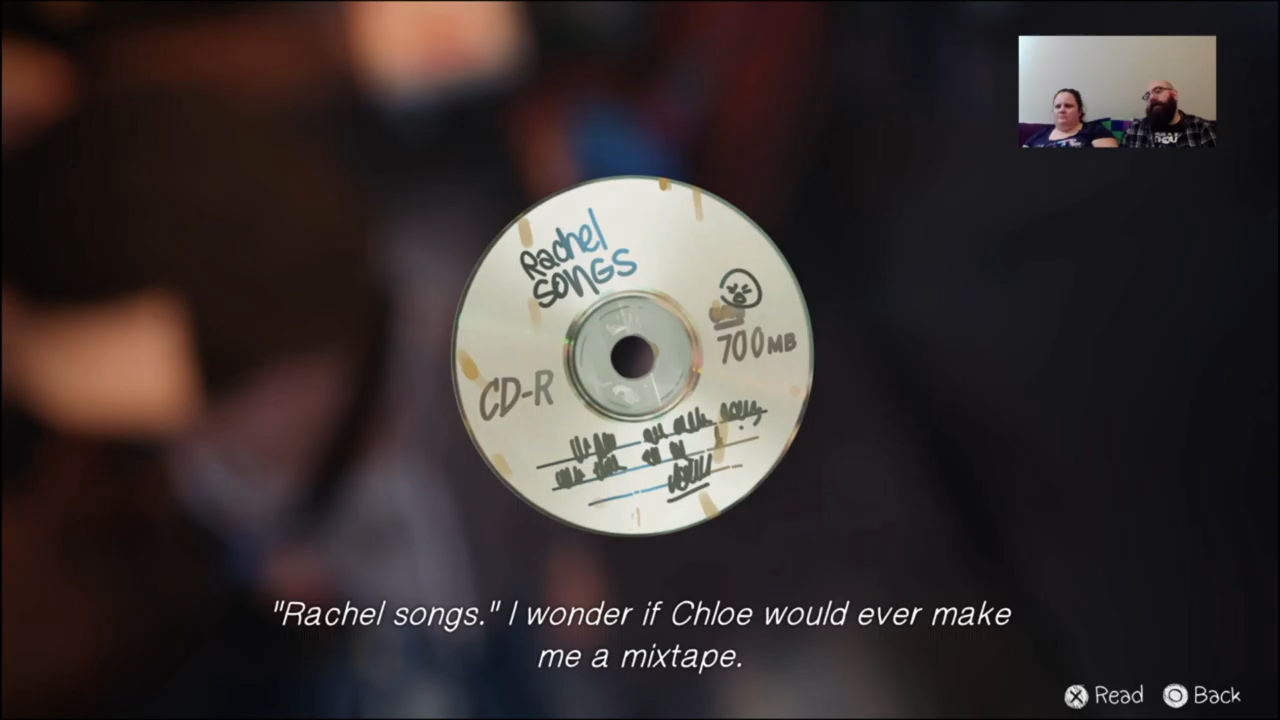 Rachel
SONGS
700MB
CD-R
"Rachel songs." I wonder if Chloe would ever make
me a mixtape.
Read
Back